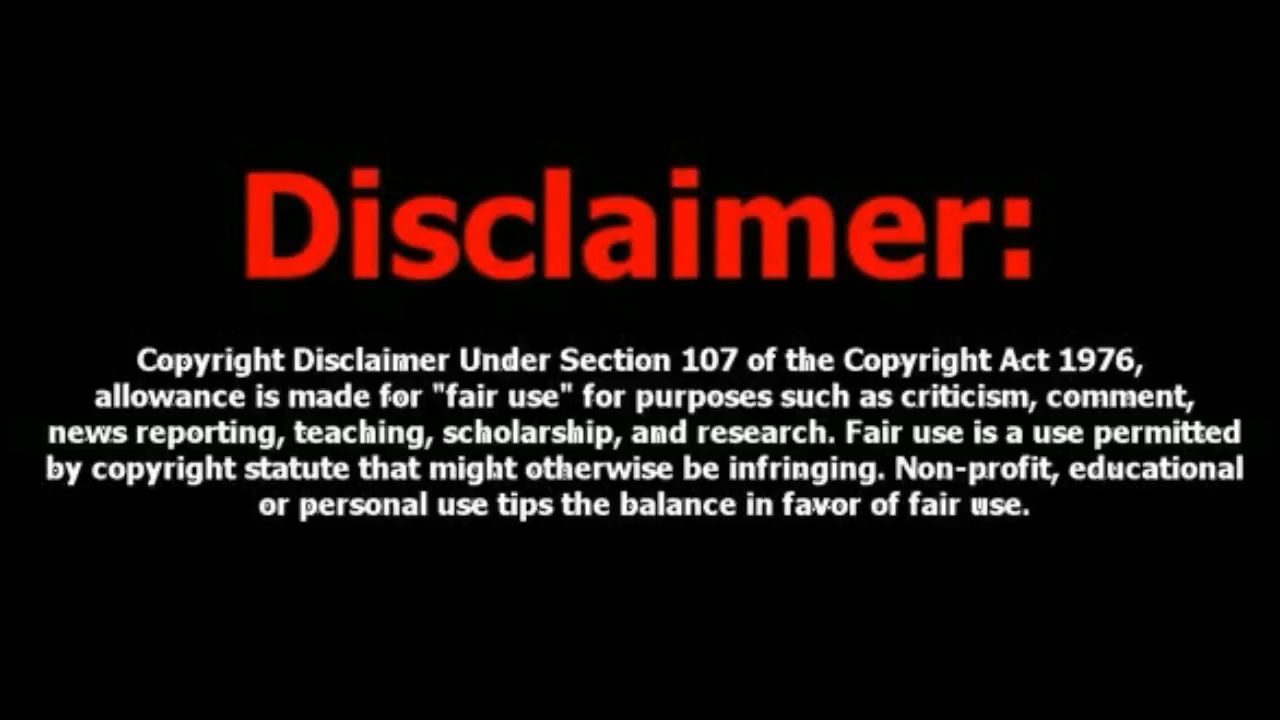 Disclaimer:
Copyright Disclaimer Under Section 107 of the Copyright Act 1976,
allowance is made for "fair use" for purposes such as criticism, comment,
news reporting, teaching, scholarship, and research. Fair use is a use permitted
by copyright statute that might otherwise be infringing. Non-profit, educational
or personal use tips the balance in favor of fair use.